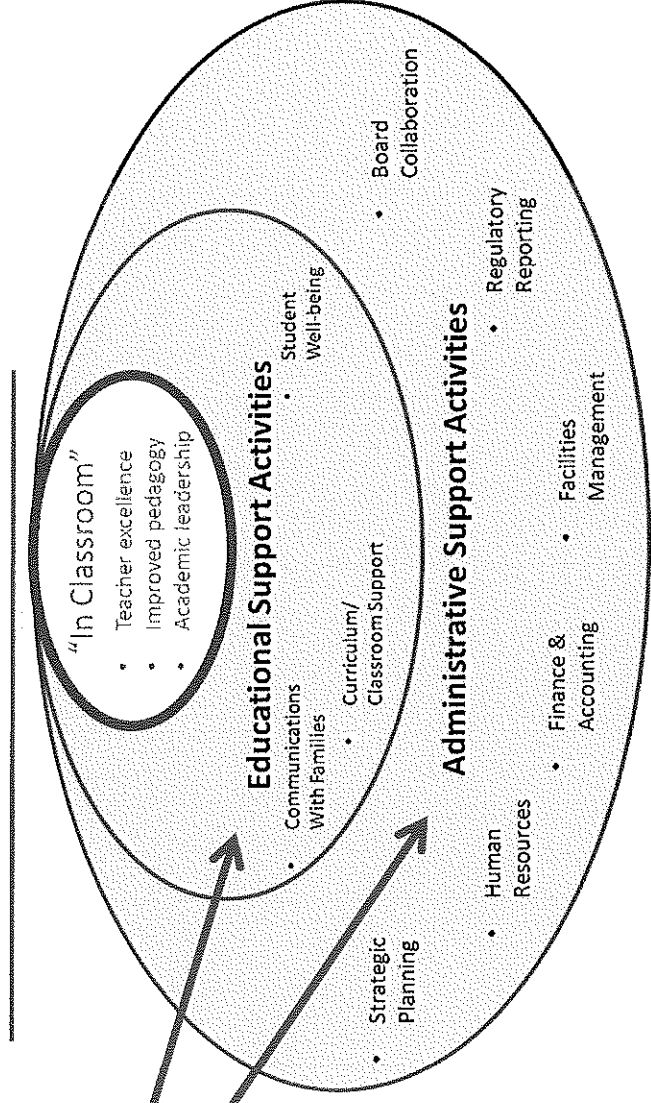 “In Classroom”
• Teacher excellence
• Improved pedagogy
• Academic leadership
Educational Support Activities
• Communications
With Families
• Curriculum/
Classroom Support
• Student
Well-being
Administrative Support Activities
• Strategic
Planning
• Human
Resources
• Finance &
Accounting
• Facilities
Management
• Regulatory
Reporting
• Board
Collaboration